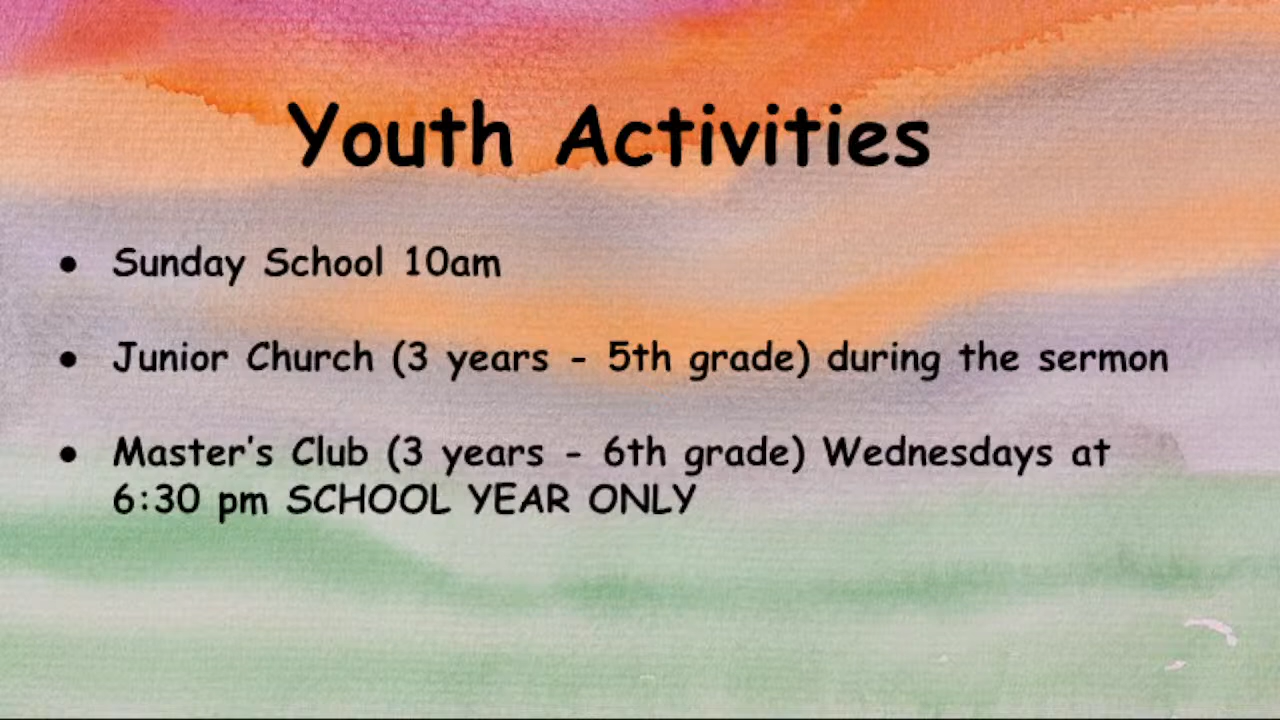 Youth Activities
● Sunday School 10am
● Junior Church (3 years - 5th grade) during the sermon
● Master's Club (3 years - 6th grade) Wednesdays at
6:30 pm SCHOOL YEAR ONLY